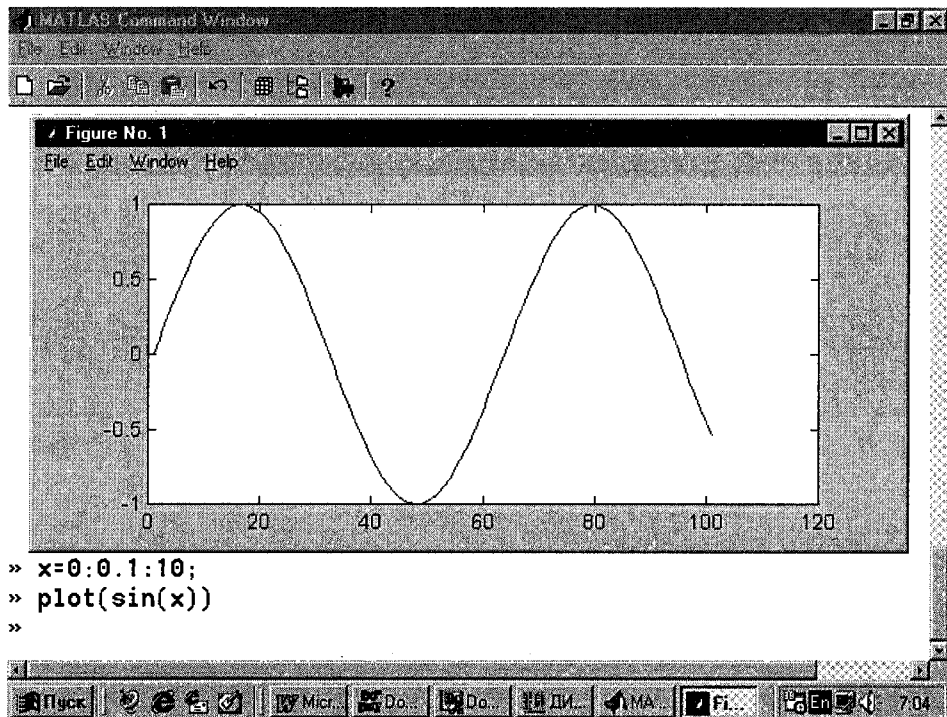 MATLAB Command Window
File Edit Window Help
?
Figure No. 1
File Edit Window Help
1
0.5
0
-0.5
-1
0 20 40 60 80 100 120
» x=0:0.1:10;
» plot(sin(x))
»
Пуск Micr... Do... Do... ДИ... MA... Fi... En 7:04